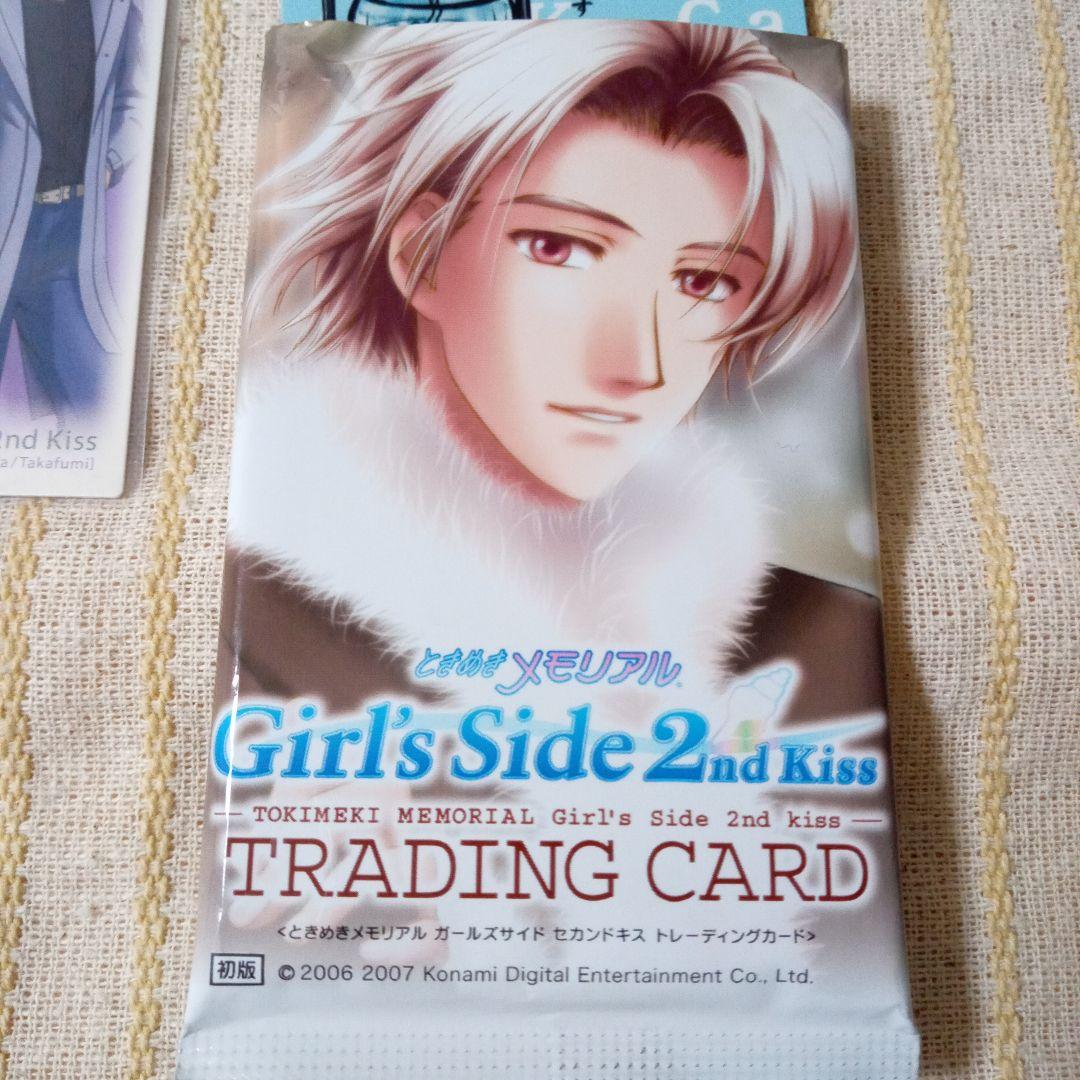 す
K Ca
2nd Kiss
a/Takafumi]
ときめきメモリアル
Girl's Side 2nd Kiss
TOKIMEKI MEMORIAL Girl's Side 2nd kiss
TRADING CARD
<ときめきメモリアル ガールズサイド セカンドキス トレーディングカード>
初版 ©2006 2007 Konami Digital Entertainment Co., Ltd.